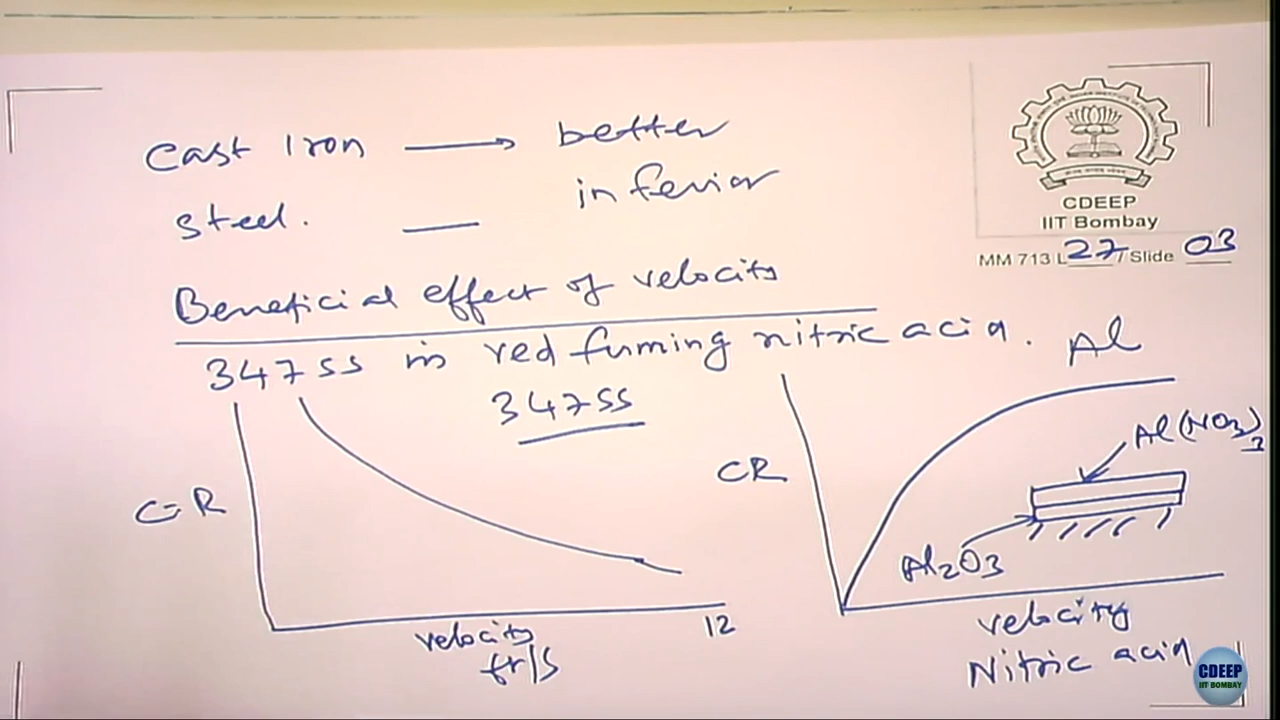 Cast Iron → better
steel. — inferior
CDEEP
IIT Bombay
MM 713 L 27 / Slide 03
Beneficial effect of velocity
347 SS in red fuming nitric acid.
347 SS
C-R
velocity
ft/s
12
Al
CR
Al(NO3)3
Al2O3
velocity
Nitric acid
CDEEP
IIT BOMBAY